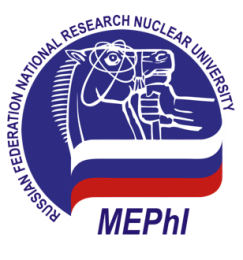 RUSSIAN FEDERATION NATIONAL RESEARCH NUCLEAR UNIVERSITY
MEPhI